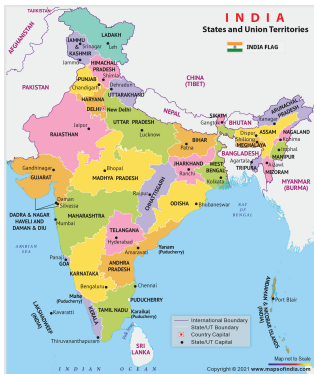 INDIA
States and Union Territories
INDIA FLAG
TAJIKISTAN
AFGHANISTAN
PAKISTAN
CHINA
(TIBET)
NEPAL
BHUTAN
BANGLADESH
MYANMAR
(BURMA)
SRI
LANKA
LADAKH
Leh
JAMMU
&
KASHMIR
Srinagar
Jammu
HIMACHAL
PRADESH
Shimla
PUNJAB
Chandigarh
Dehradun
UTTARAKHAND
HARYANA
DELHI
New Delhi
RAJASTHAN
Jaipur
UTTAR PRADESH
Lucknow
BIHAR
Patna
SIKKIM
Gangtok
ARUNACHAL
PRADESH
Itanagar
ASSAM
Dispur
NAGALAND
Kohima
Shillong
MEGHALAYA
Imphal
MANIPUR
Agartala
TRIPURA
Aizawl
MIZORAM
WEST
BENGAL
Kolkata
JHARKHAND
Ranchi
Gandhinagar
GUJARAT
Bhopal
MADHYA PRADESH
Raipur
CHHATTISGARH
ODISHA
Bhubaneswar
Daman
Silvassa
DADRA & NAGAR
HAVELI AND
DAMAN & DIU
Mumbai
MAHARASHTRA
TELANGANA
Hyderabad
Yanam
(Puducherry)
Amaravati
ANDHRA
PRADESH
Panaji
GOA
KARNATAKA
Bengaluru
Chennai
Mahe
(Puducherry)
PUDUCHERRY
Karaikal
(Puducherry)
TAMIL NADU
KERALA
Thiruvananthapuram
LAKSHADWEEP
(INDIA)
Kavaratti
ANDAMAN & NICOBAR ISLANDS
(INDIA)
Port Blair
ARABIAN
SEA
BAY
OF
BENGAL
INDIAN OCEAN
International Boundary
State/UT Boundary
Country Capital
State/UT Capital
Map not to Scale
Copyright © 2021 www.mapsofindia.com